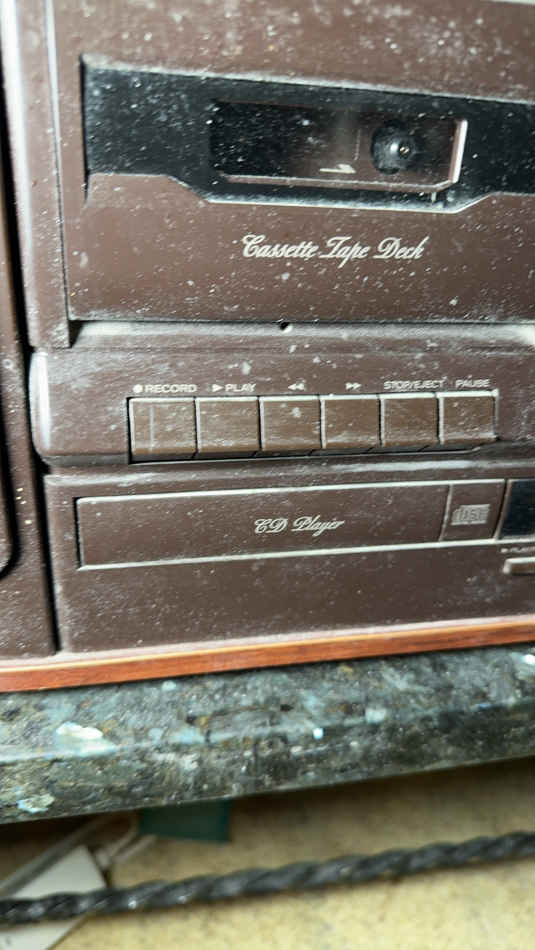 Cassette Tape Deck
● RECORD ► PLAY ◄◄ ►► STOP/EJECT PAUSE
CD Player